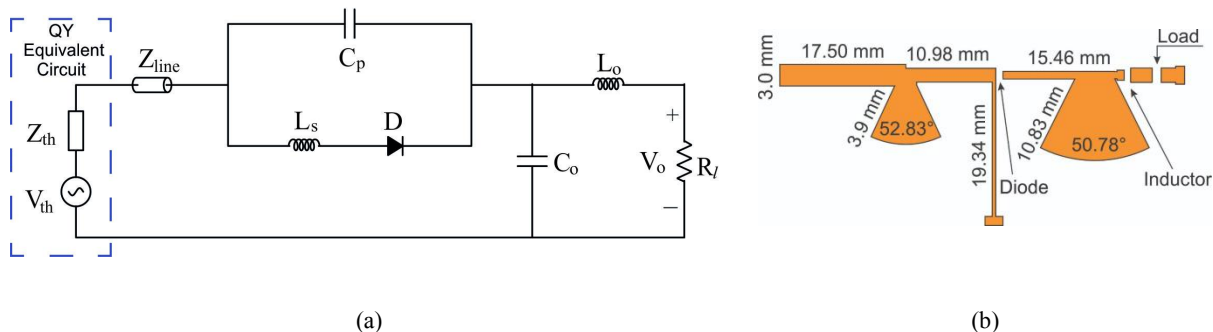 QY
Equivalent
Circuit
Z_th
V_th
Z_line
C_p
L_s
D
C_o
L_o
+
V_o
−
R_l
(a)
3.0 mm
17.50 mm
10.98 mm
15.46 mm
Load
3.9 mm
52.83°
19.34 mm
Diode
10.83 mm
50.78°
Inductor
(b)